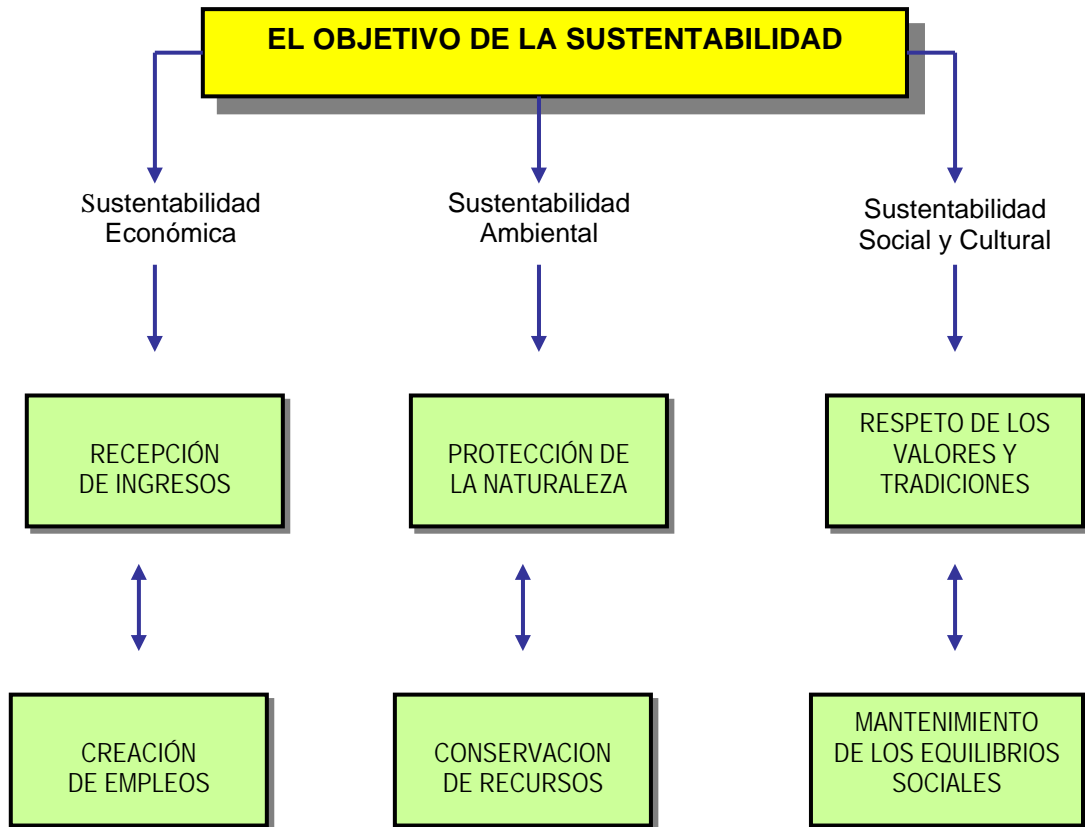 EL OBJETIVO DE LA SUSTENTABILIDAD
Sustentabilidad
Económica
Sustentabilidad
Ambiental
Sustentabilidad
Social y Cultural
RECEPCIÓN
DE INGRESOS
PROTECCIÓN DE
LA NATURALEZA
RESPETO DE LOS
VALORES Y
TRADICIONES
CREACIÓN
DE EMPLEOS
CONSERVACION
DE RECURSOS
MANTENIMIENTO
DE LOS EQUILIBRIOS
SOCIALES